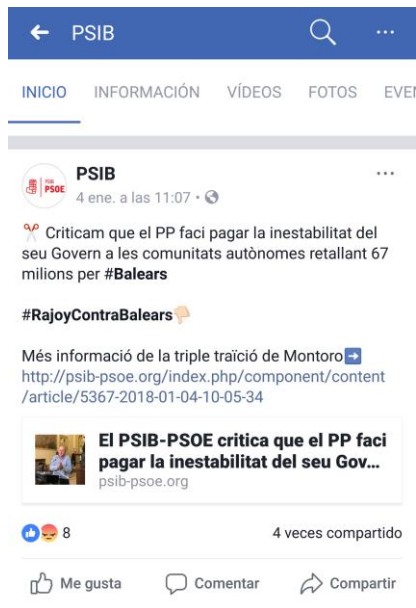 PSIB
INICIO INFORMACIÓN VÍDEOS FOTOS EVEN
PSIB PSOE
PSIB
4 ene. a las 11:07 •
Criticam que el PP faci pagar la inestabilitat del
seu Govern a les comunitats autònomes retallant 67
milions per #Balears
#RajoyContraBalears
Més informació de la triple traïció de Montoro
http://psib-psoe.org/index.php/component/content
/article/5367-2018-01-04-10-05-34
El PSIB-PSOE critica que el PP faci
pagar la inestabilitat del seu Gov...
psib-psoe.org
8 4 veces compartido
Me gusta Comentar Compartir